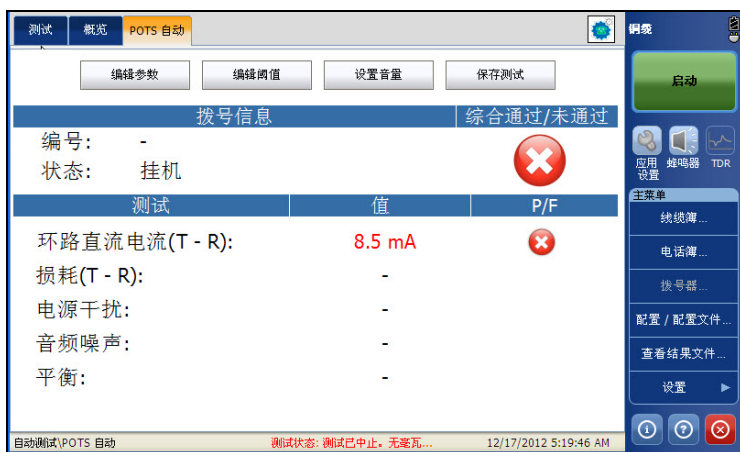 测试 概览 POTS 自动
编辑参数 编辑阈值 设置音量 保存测试
拨号信息 综合通过/未通过
编号: -
状态: 挂机
测试 值 P/F
环路直流电流(T - R): 8.5 mA
损耗(T - R): -
电源干扰: -
音频噪声: -
平衡: -
自动测试\POTS 自动 测试状态: 测试已中止。无毫瓦... 12/17/2012 5:19:46 AM
铜缆
启动
应用设置 蜂鸣器 TDR
主菜单
线缆簿...
电话簿...
拨号器...
配置 / 配置文件...
查看结果文件...
设置